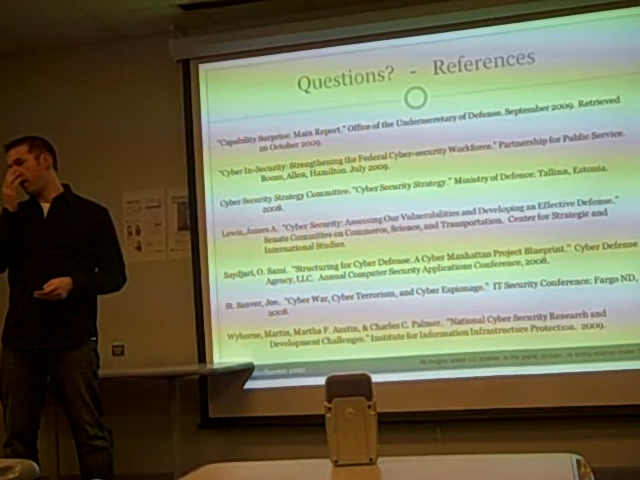 Questions? - References
"Capability Surprise: Main Report." Office of the Undersecretary of Defense. September 2009. Retrieved
26 October 2009.
"Cyber In-Security: Strengthening the Federal Cyber-security Workforce." Partnership for Public Service.
Booz, Allen, Hamilton. July 2009.
Cyber Security Strategy Committee. "Cyber Security Strategy." Ministry of Defence: Tallinn, Estonia.
2008.
Lewis, James A. "Cyber Security: Assessing Our Vulnerabilities and Developing an Effective Defense."
Senate Committee on Commerce, Science, and Transportation. Center for Strategic and
International Studies.
Saydjari, O. Sami. "Structuring for Cyber Defense. A Cyber Manhattan Project Blueprint." Cyber Defense
Agency, LLC. Annual Computer Security Applications Conference, 2008.
St. Sauver, Joe. "Cyber War, Cyber Terrorism, and Cyber Espionage." IT Security Conference: Fargo ND,
2008.
Wybourne, Martin, Martha F. Austin, & Charles C. Palmer. "National Cyber Security Research and
Development Challenges." Institute for Information Infrastructure Protection. 2009.